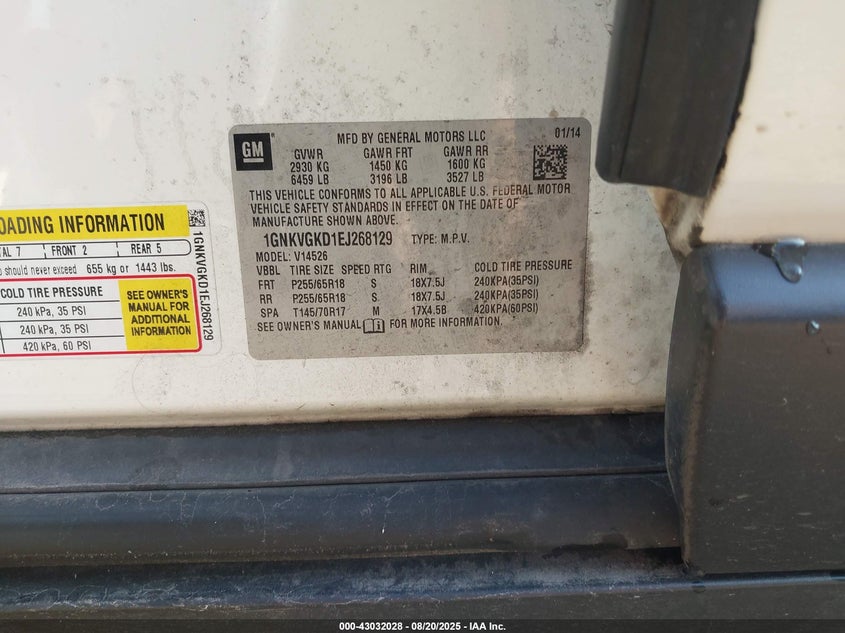 GM
MFD BY GENERAL MOTORS LLC 01/14
GVWR GAWR FRT GAWR RR
2930 KG 1450 KG 1600 KG
6459 LB 3196 LB 3527 LB
THIS VEHICLE CONFORMS TO ALL APPLICABLE U.S. FEDERAL MOTOR
VEHICLE SAFETY STANDARDS IN EFFECT ON THE DATE OF
MANUFACTURE SHOWN ABOVE.
1GNKVGKD1EJ268129 TYPE: M.P.V.
MODEL: V14526
VBBL TIRE SIZE SPEED RTG RIM COLD TIRE PRESSURE
FRT P255/65R18 S 18X7.5J 240KPA(35PSI)
RR P255/65R18 S 18X7.5J 240KPA(35PSI)
SPA T145/70R17 M 17X4.5B 420KPA(60PSI)
SEE OWNER'S MANUAL FOR MORE INFORMATION.
OADING INFORMATION
TAL 7 FRONT 2 REAR 5
o should never exceed 655 kg or 1443 lbs.
COLD TIRE PRESSURE
240 kPa, 35 PSI
240 kPa, 35 PSI
420 kPa, 60 PSI
SEE OWNER'S
MANUAL FOR
ADDITIONAL
INFORMATION
1GNKVGKD1EJ268129
000-43032028 - 08/20/2025 - IAA Inc.